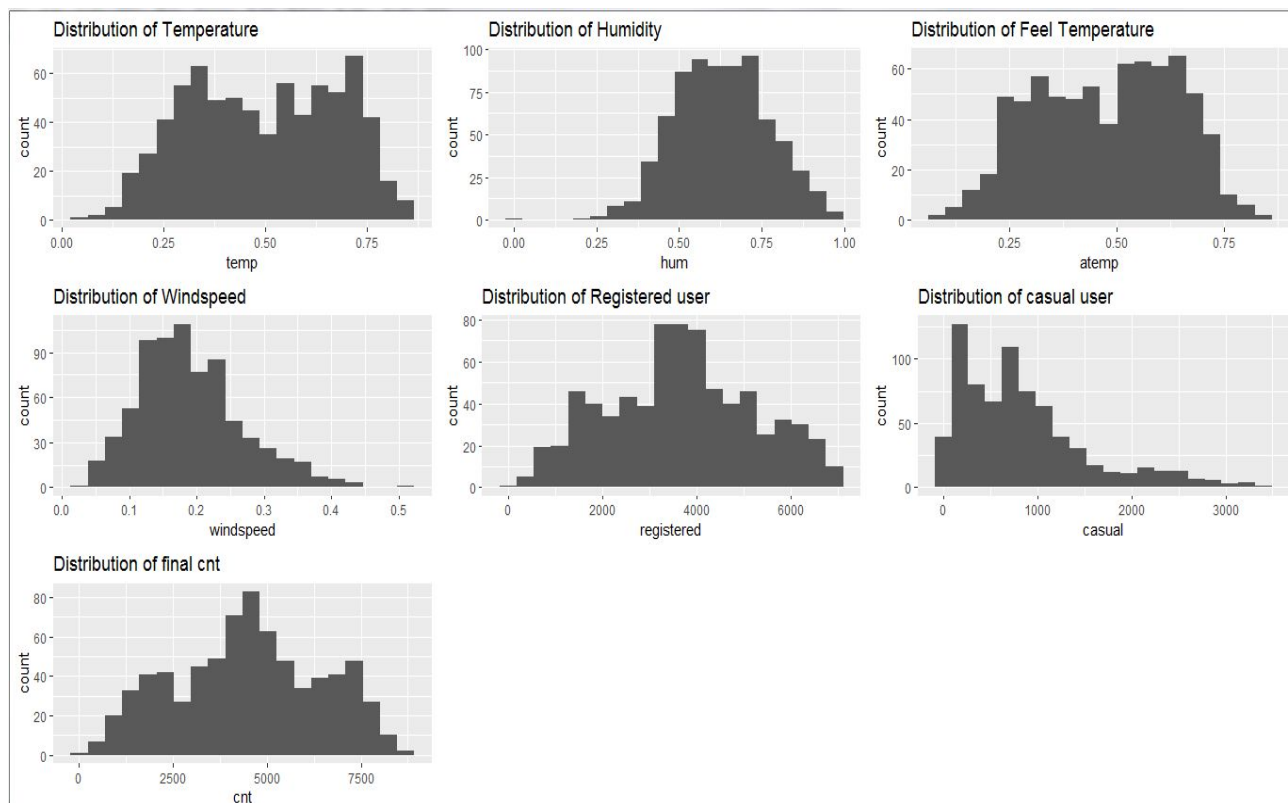 Distribution of Temperature
count
60
40
20
0
0.00 0.25 0.50 0.75
temp
Distribution of Humidity
count
100
75
50
25
0
0.00 0.25 0.50 0.75 1.00
hum
Distribution of Feel Temperature
count
60
40
20
0
0.25 0.50 0.75
atemp
Distribution of Windspeed
count
90
60
30
0
0.0 0.1 0.2 0.3 0.4 0.5
windspeed
Distribution of Registered user
count
80
60
40
20
0
0 2000 4000 6000
registered
Distribution of casual user
count
100
50
0
0 1000 2000 3000
casual
Distribution of final cnt
count
80
60
40
20
0
0 2500 5000 7500
cnt